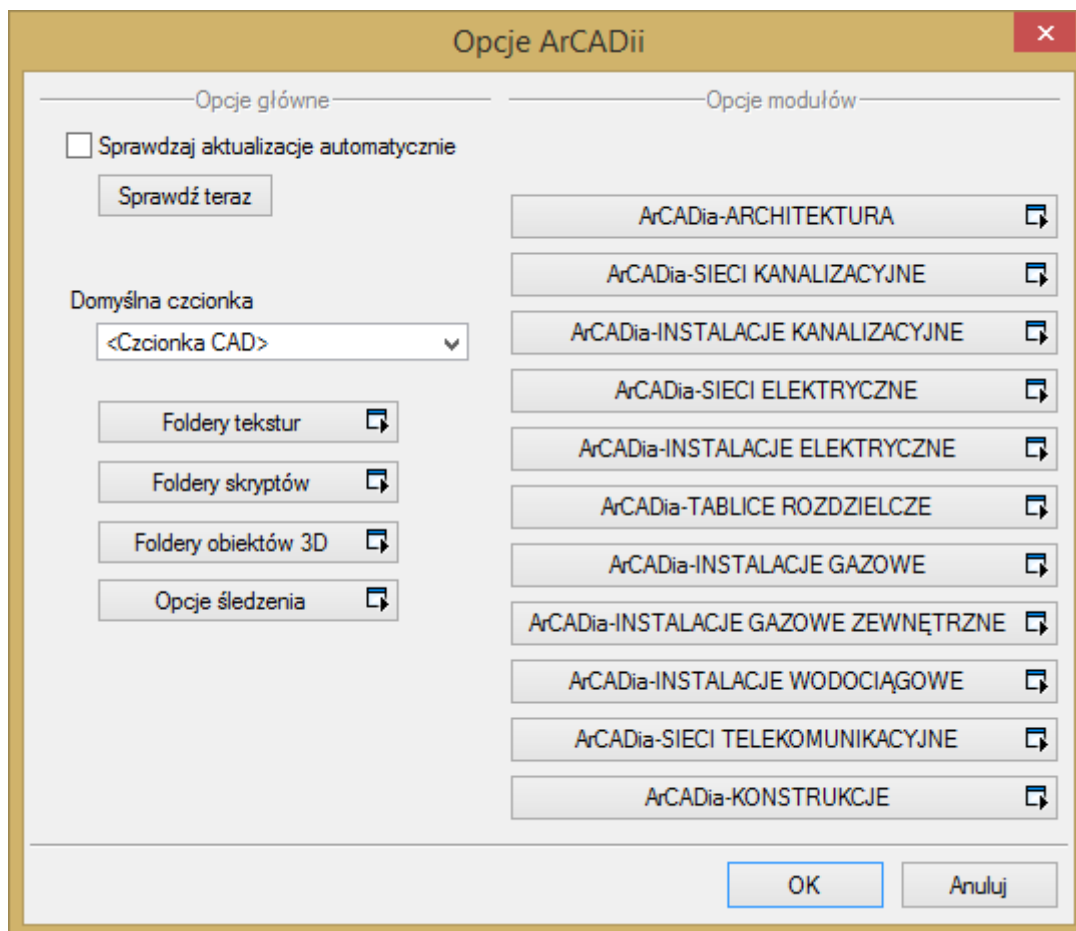 Opcje ArCADii
Opcje główne
Sprawdzaj aktualizacje automatycznie
Sprawdź teraz
Domyślna czcionka
<Czcionka CAD>
Foldery tekstur
Foldery skryptów
Foldery obiektów 3D
Opcje śledzenia
Opcje modułów
ArCADia-ARCHITEKTURA
ArCADia-SIECI KANALIZACYJNE
ArCADia-INSTALACJE KANALIZACYJNE
ArCADia-SIECI ELEKTRYCZNE
ArCADia-INSTALACJE ELEKTRYCZNE
ArCADia-TABLICE ROZDZIELCZE
ArCADia-INSTALACJE GAZOWE
ArCADia-INSTALACJE GAZOWE ZEWNĘTRZNE
ArCADia-INSTALACJE WODOCIĄGOWE
ArCADia-SIECI TELEKOMUNIKACYJNE
ArCADia-KONSTRUKCJE
OK
Anuluj